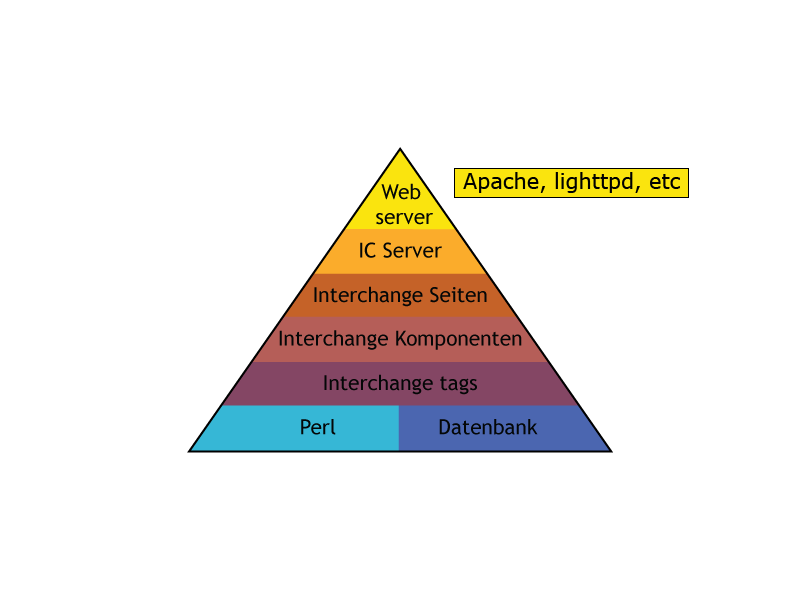 Web
server
Apache, lighttpd, etc
IC Server
Interchange Seiten
Interchange Komponenten
Interchange tags
Perl
Datenbank